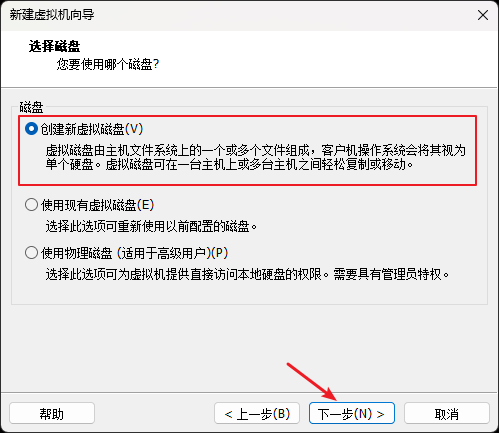 新建虚拟机向导
选择磁盘
您要使用哪个磁盘?
磁盘
创建新虚拟磁盘(V)
虚拟磁盘由主机文件系统上的一个或多个文件组成，客户机操作系统会将其视为
单个硬盘。虚拟磁盘可在一台主机上或多台主机之间轻松复制或移动。
使用现有虚拟磁盘(E)
选择此选项可重新使用以前配置的磁盘。
使用物理磁盘 (适用于高级用户)(P)
选择此选项可为虚拟机提供直接访问本地硬盘的权限。需要具有管理员特权。
帮助
< 上一步(B)
下一步(N) >
取消